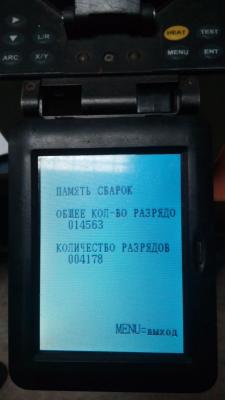 HEAT
TEST
L/R
MENU
ENT
ARC
X/Y
ПАМЯТЬ СВАРОК
ОБЩЕЕ КОЛ-ВО РАЗРЯДО
014563
КОЛИЧЕСТВО РАЗРЯДОВ
004178
MENU=выход